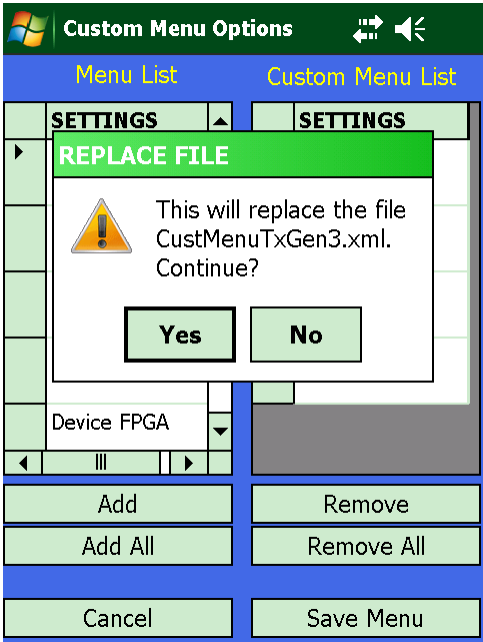 Custom Menu Options
Menu List
Custom Menu List
SETTINGS
SETTINGS
REPLACE FILE
This will replace the file
CustMenuTxGen3.xml.
Continue?
Yes
No
Device FPGA
Add
Remove
Add All
Remove All
Cancel
Save Menu